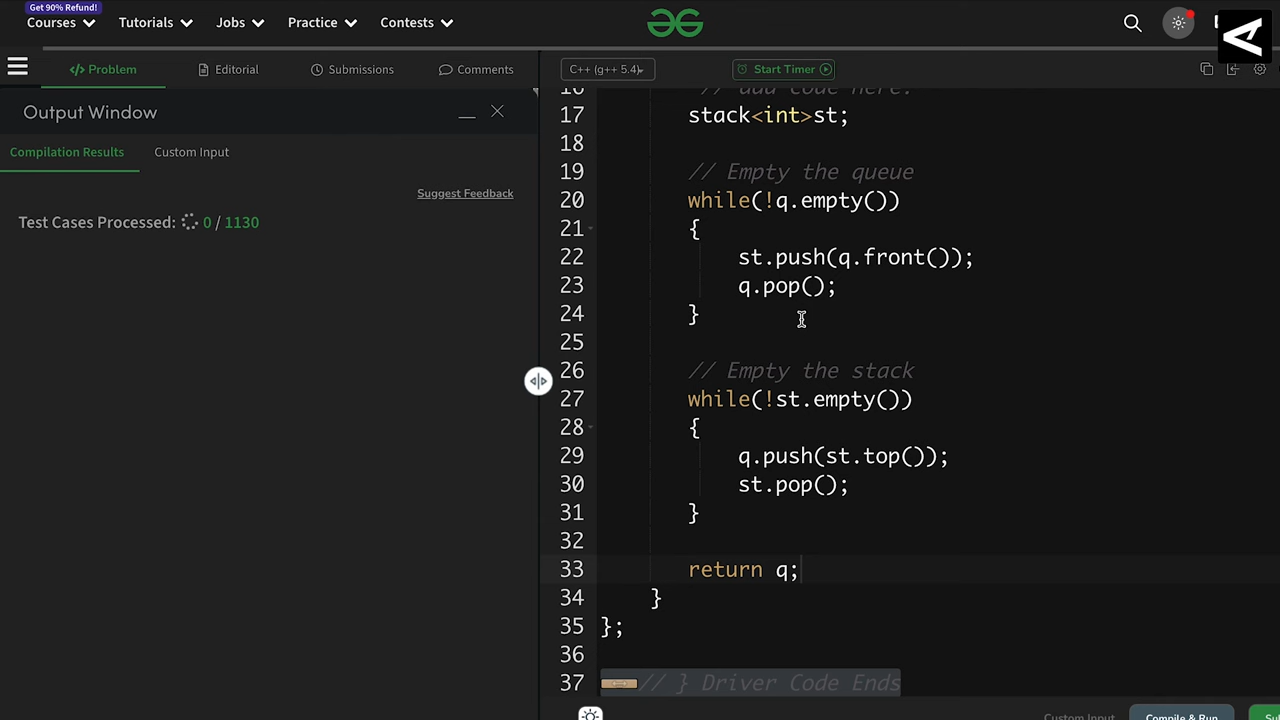 Get 90% Refund!
Courses Tutorials Jobs Practice Contests
Problem Editorial Submissions Comments
Output Window
Compilation Results Custom Input
Suggest Feedback
Test Cases Processed: 0 / 1130
C++ (g++ 5.4) Start Timer
16 // add code here.
17 stack<int>st;
18
19 // Empty the queue
20 while(!q.empty())
21 {
22 st.push(q.front());
23 q.pop();
24 }
25
26 // Empty the stack
27 while(!st.empty())
28 {
29 q.push(st.top());
30 st.pop();
31 }
32
33 return q;
34 }
35 };
36
37 // } Driver Code Ends
Custom Input Compile & Run